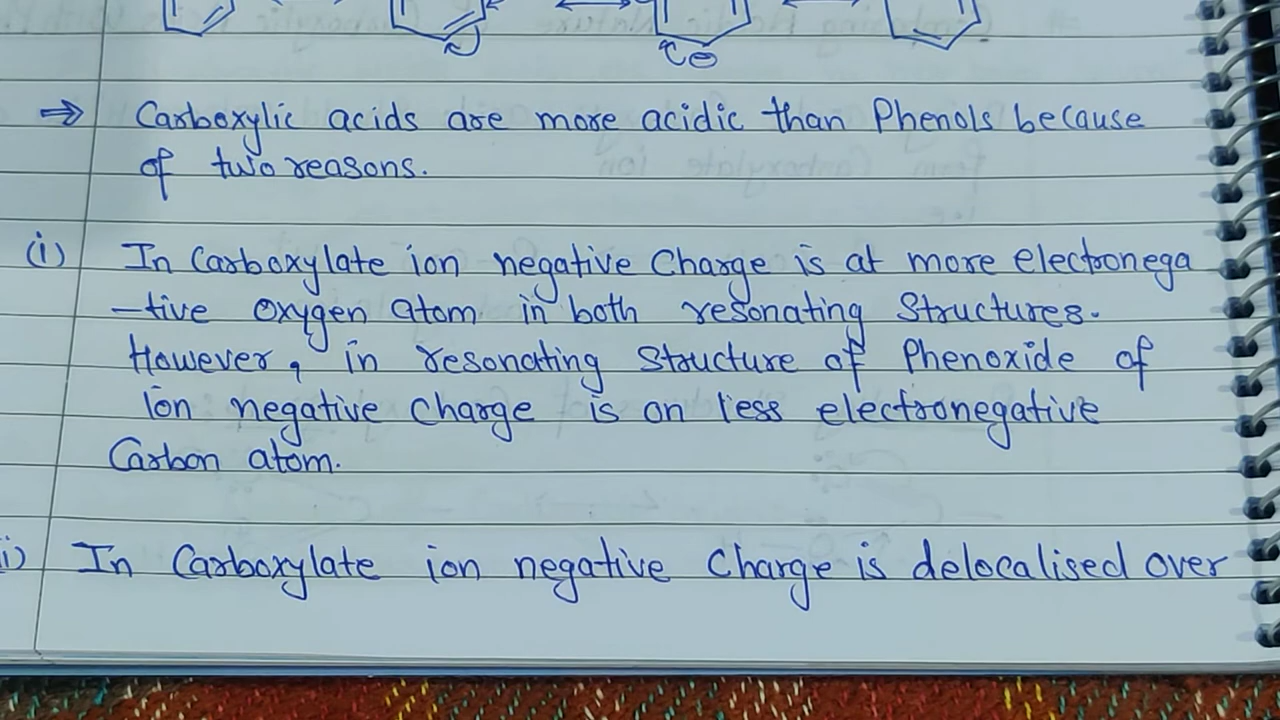 ⇒ Carboxylic acids are more acidic than Phenols because
of two reasons.
(i) In Carboxylate ion negative Charge is at more electronega
-tive oxygen atom in both resonating Structures.
However, in resonating Structure of Phenoxide of
ion negative charge is on less electronegative
Carbon atom.
i) In Carboxylate ion negative Charge is delocalised over